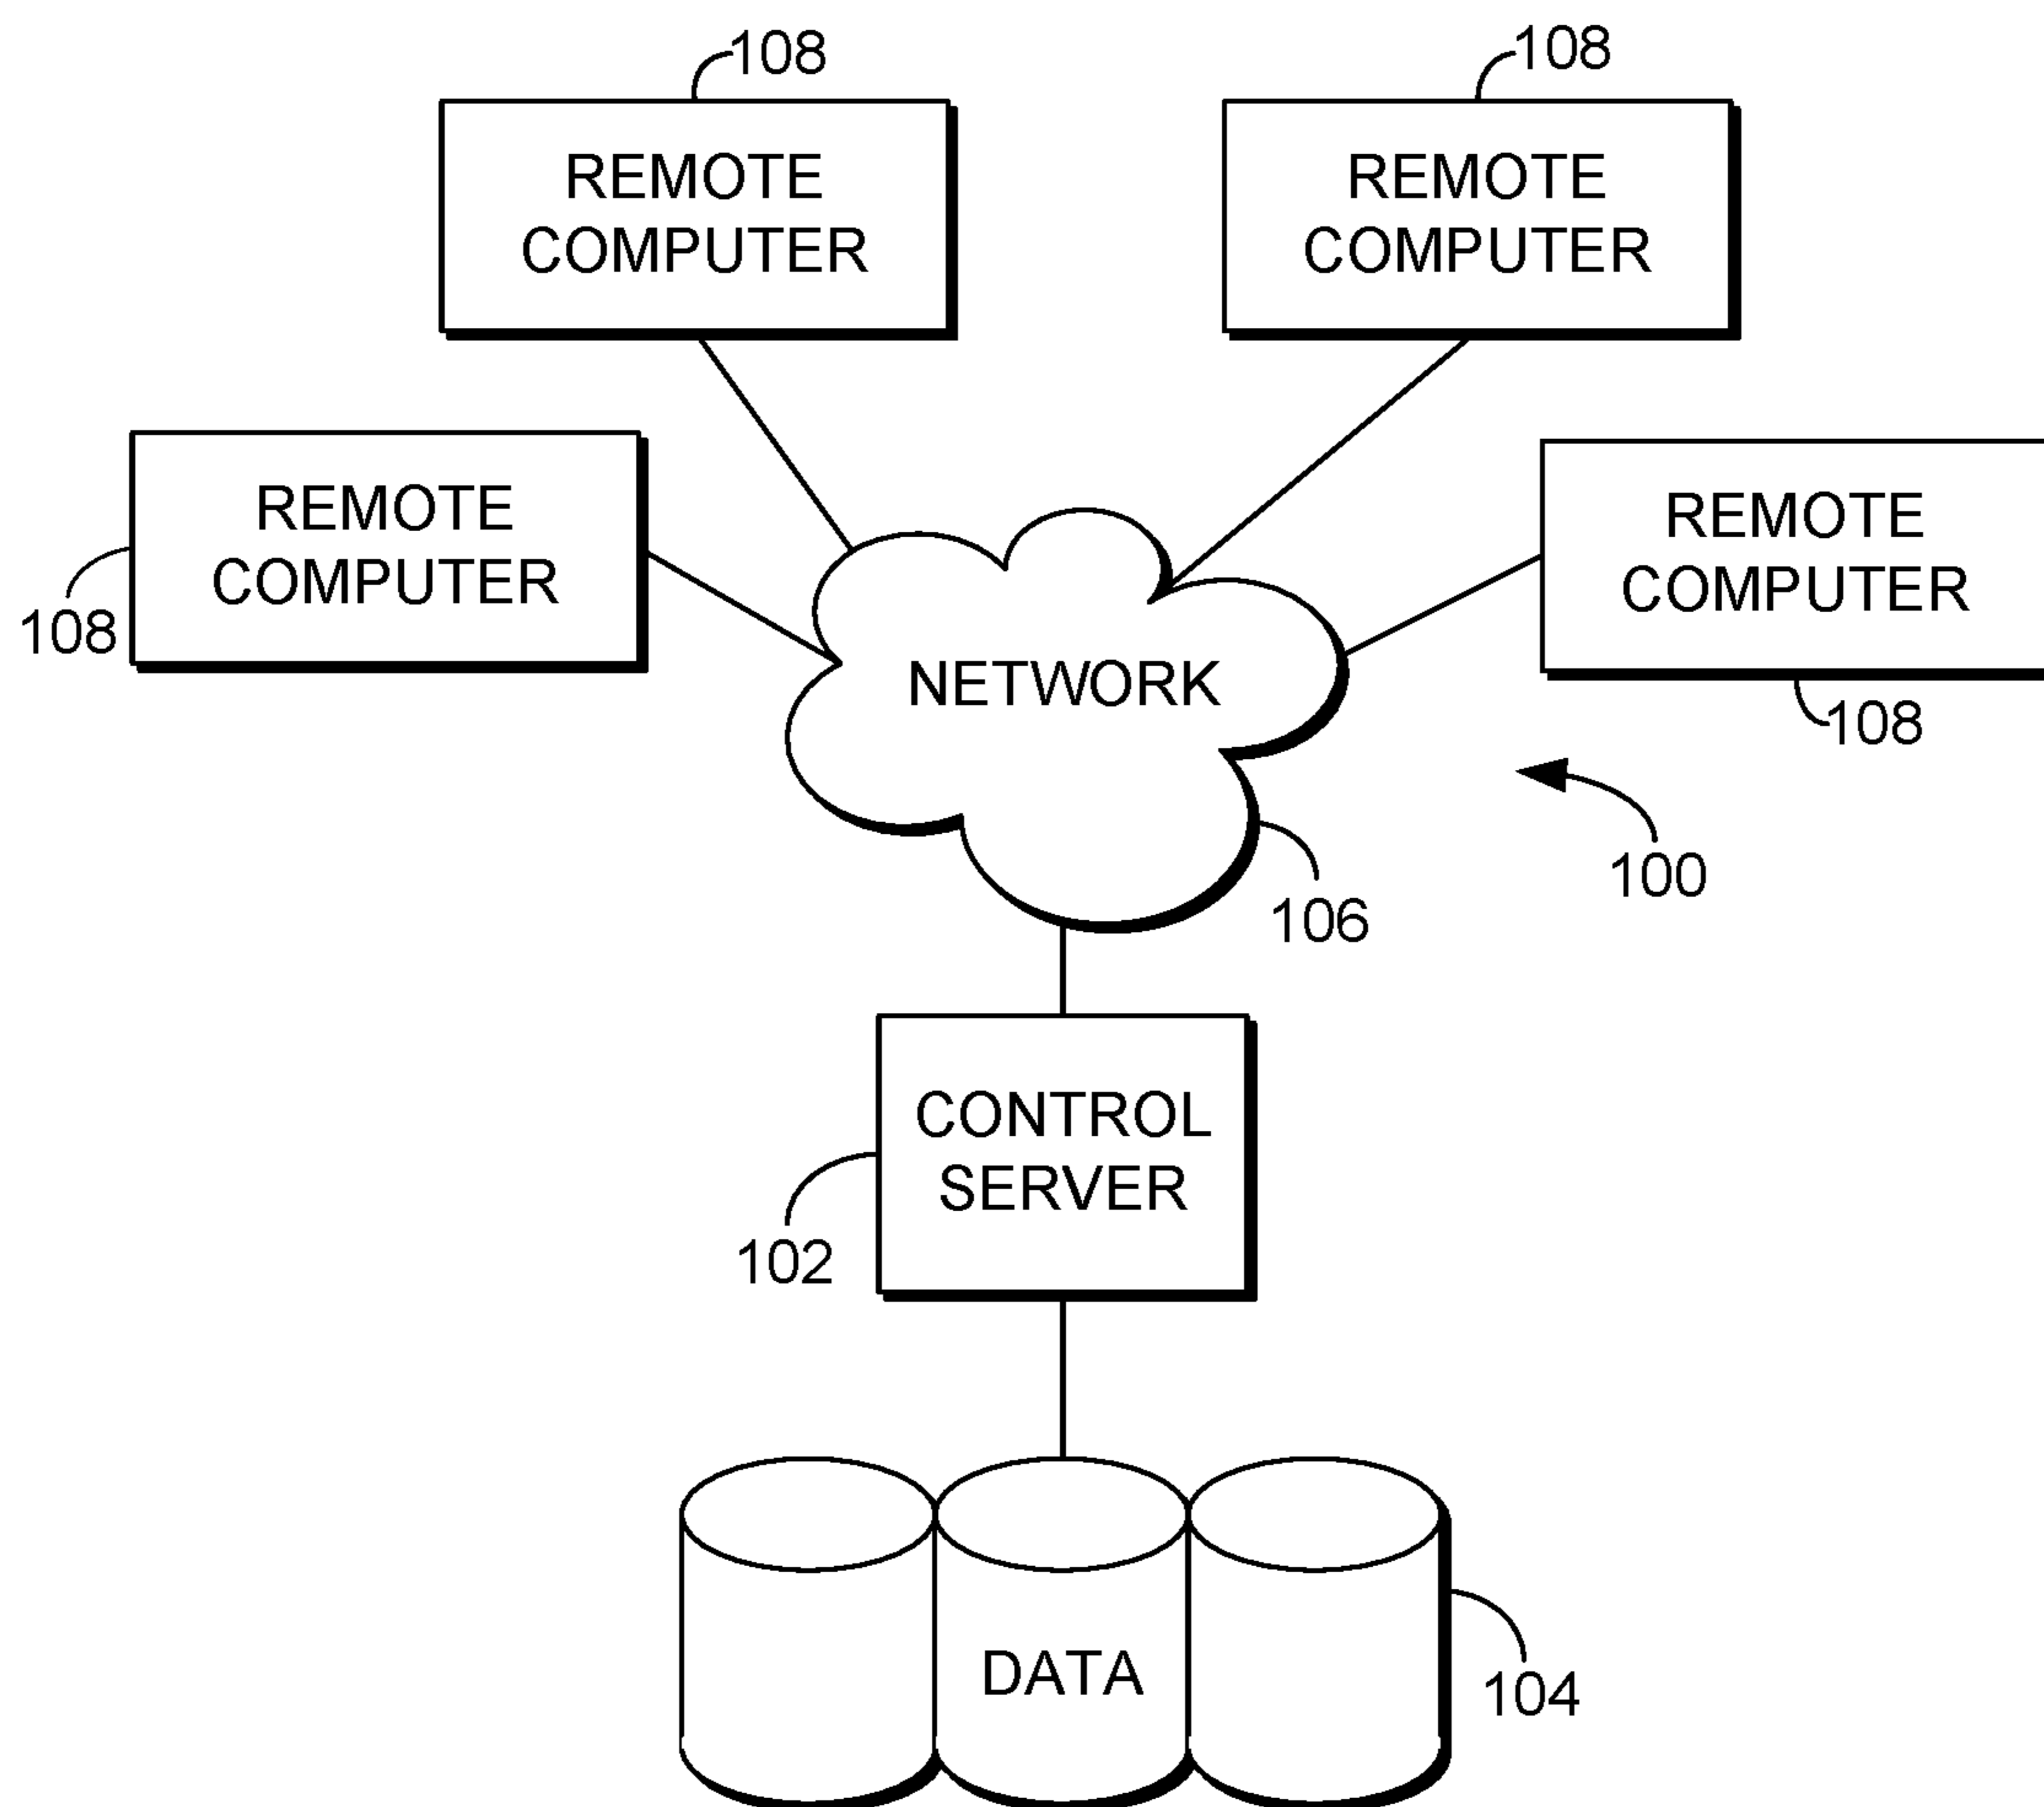 108
108
REMOTE
COMPUTER
REMOTE
COMPUTER
REMOTE
COMPUTER
REMOTE
COMPUTER
108
108
NETWORK
100
106
CONTROL
SERVER
102
DATA
104